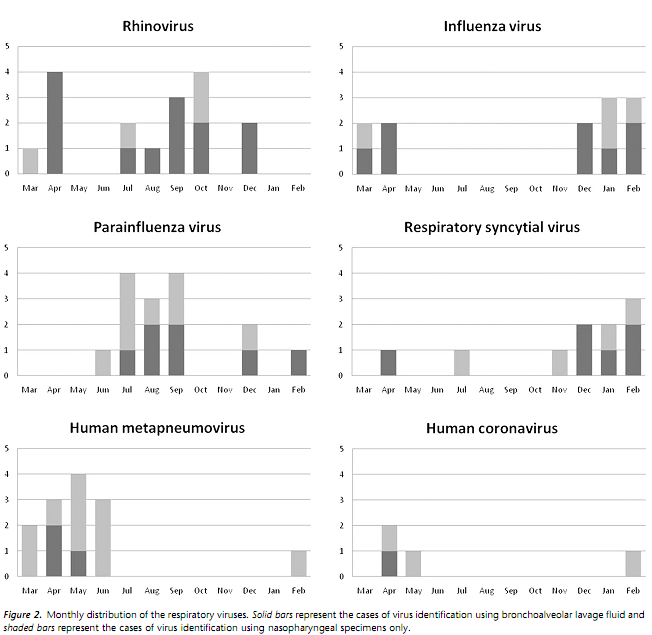 Rhinovirus
5
4
3
2
1
0
Mar Apr May Jun Jul Aug Sep Oct Nov Dec Jan Feb
Influenza virus
5
4
3
2
1
0
Mar Apr May Jun Jul Aug Sep Oct Nov Dec Jan Feb
Parainfluenza virus
5
4
3
2
1
0
Mar Apr May Jun Jul Aug Sep Oct Nov Dec Jan Feb
Respiratory syncytial virus
5
4
3
2
1
0
Mar Apr May Jun Jul Aug Sep Oct Nov Dec Jan Feb
Human metapneumovirus
5
4
3
2
1
0
Mar Apr May Jun Jul Aug Sep Oct Nov Dec Jan Feb
Human coronavirus
5
4
3
2
1
0
Mar Apr May Jun Jul Aug Sep Oct Nov Dec Jan Feb
Figure 2. Monthly distribution of the respiratory viruses. Solid bars represent the cases of virus identification using bronchoalveolar lavage fluid and
shaded bars represent the cases of virus identification using nasopharyngeal specimens only.